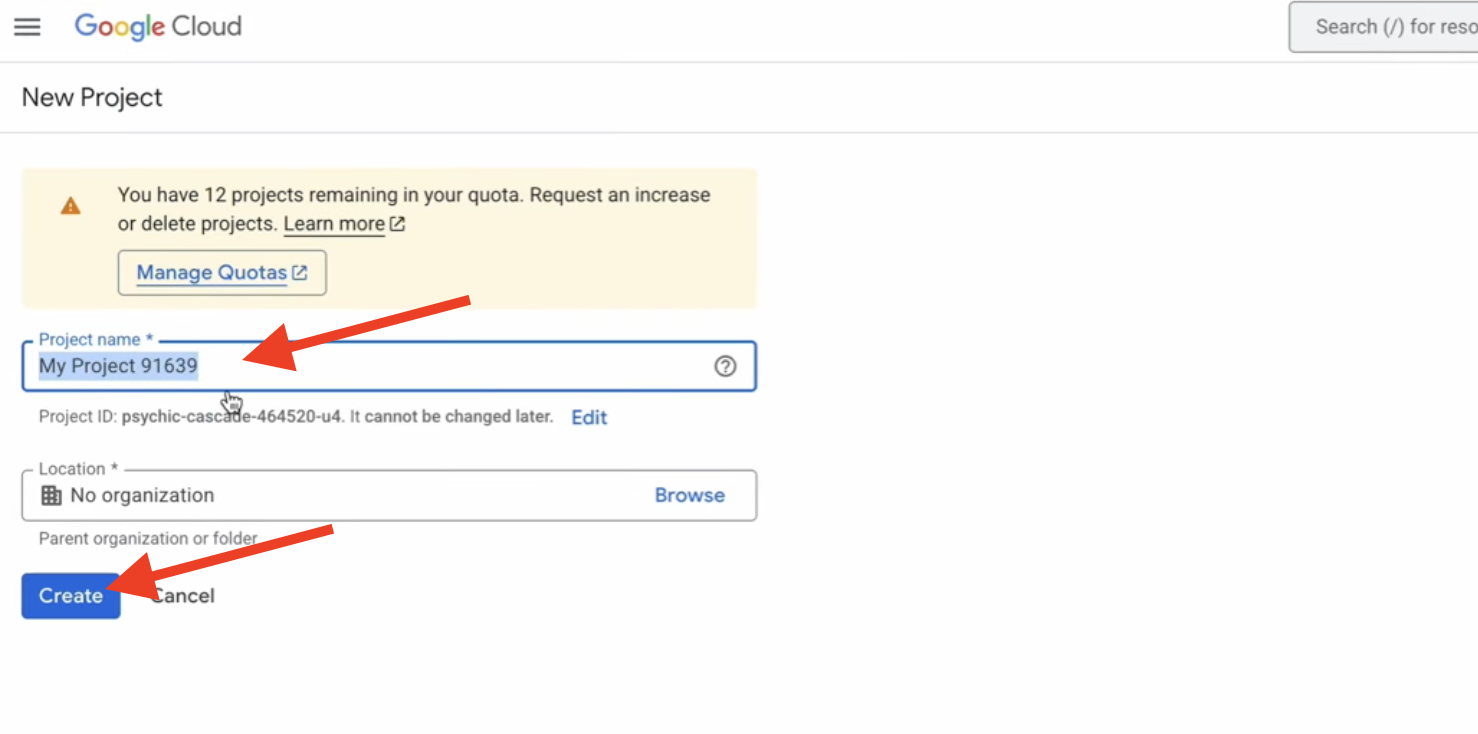 Google Cloud
Search (/) for reso
New Project
You have 12 projects remaining in your quota. Request an increase
or delete projects. Learn more
Manage Quotas
Project name *
My Project 91639
Project ID: psychic-cascade-464520-u4. It cannot be changed later. Edit
Location *
No organization Browse
Parent organization or folder
Create Cancel